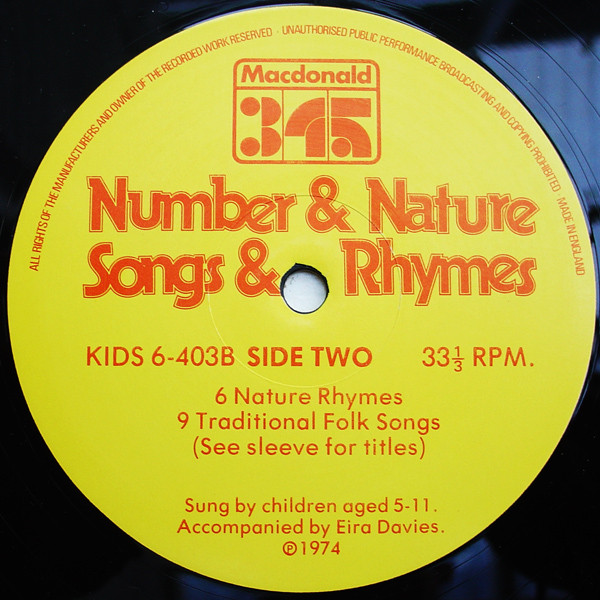 ALL RIGHTS OF THE MANUFACTURERS AND OWNER OF THE RECORDED WORK RESERVED · UNAUTHORISED PUBLIC PERFORMANCE BROADCASTING AND COPYING PROHIBITED · MADE IN ENGLAND
Macdonald
345
Number & Nature
Songs & Rhymes
KIDS 6-403B SIDE TWO 33⅓ RPM.
6 Nature Rhymes
9 Traditional Folk Songs
(See sleeve for titles)
Sung by children aged 5-11.
Accompanied by Eira Davies.
℗1974